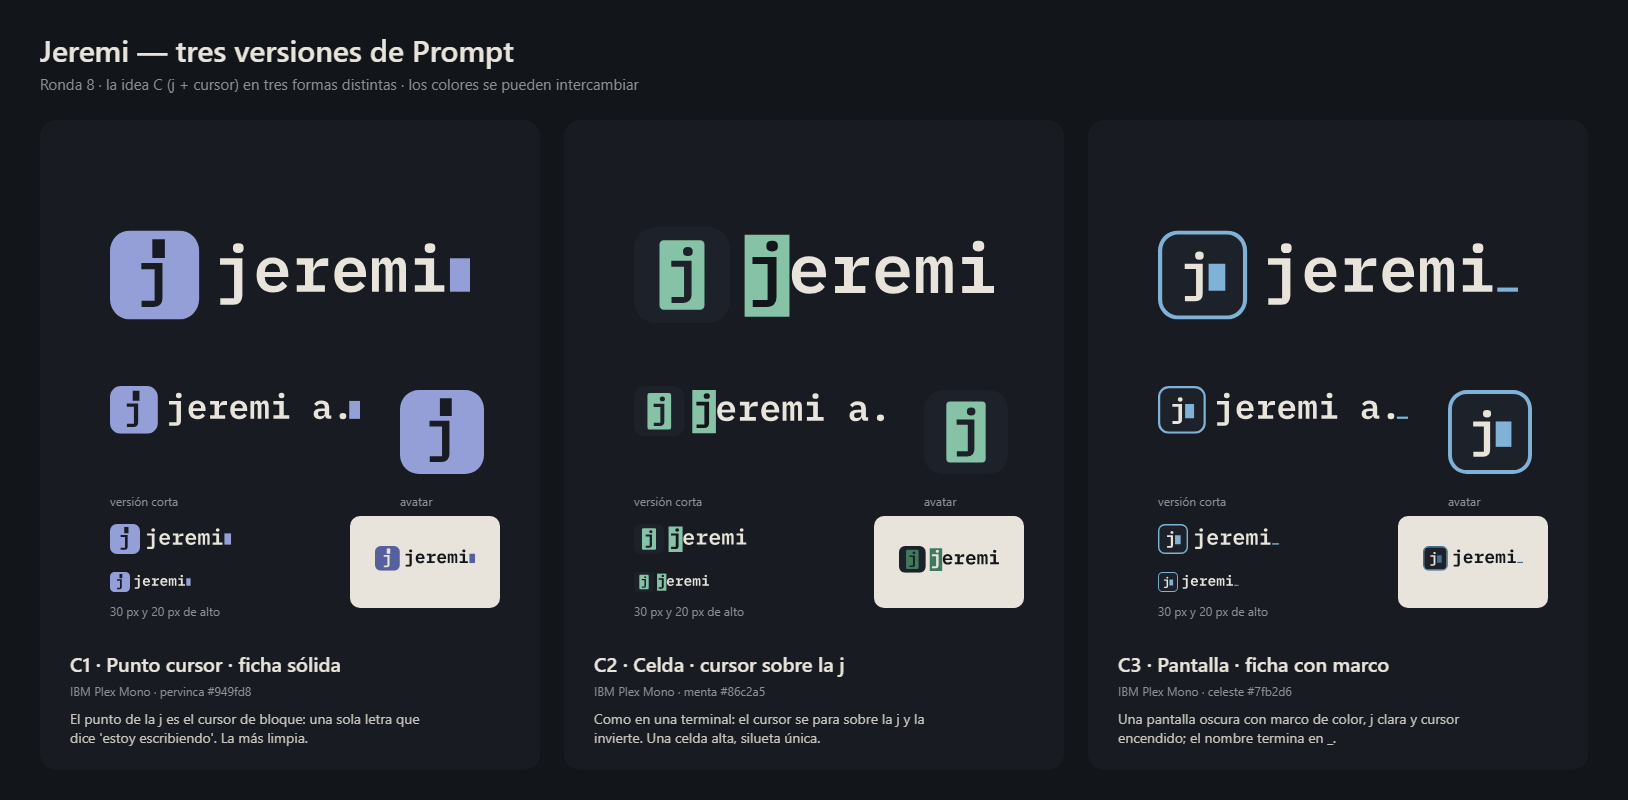 Jeremi — tres versiones de Prompt
Ronda 8 · la idea C (j + cursor) en tres formas distintas · los colores se pueden intercambiar
j jeremi
j jeremi a.
j
versión corta
avatar
j jeremi
j jeremi
j jeremi
30 px y 20 px de alto
C1 · Punto cursor · ficha sólida
IBM Plex Mono · pervinca #949fd8
El punto de la j es el cursor de bloque: una sola letra que
dice 'estoy escribiendo'. La más limpia.
j jeremi
j jeremi a.
j
versión corta
avatar
j jeremi
j jeremi
j jeremi
30 px y 20 px de alto
C2 · Celda · cursor sobre la j
IBM Plex Mono · menta #86c2a5
Como en una terminal: el cursor se para sobre la j y la
invierte. Una celda alta, silueta única.
j jeremi_
j jeremi a._
j
versión corta
avatar
j jeremi_
j jeremi_
j jeremi_
30 px y 20 px de alto
C3 · Pantalla · ficha con marco
IBM Plex Mono · celeste #7fb2d6
Una pantalla oscura con marco de color, j clara y cursor
encendido; el nombre termina en _.